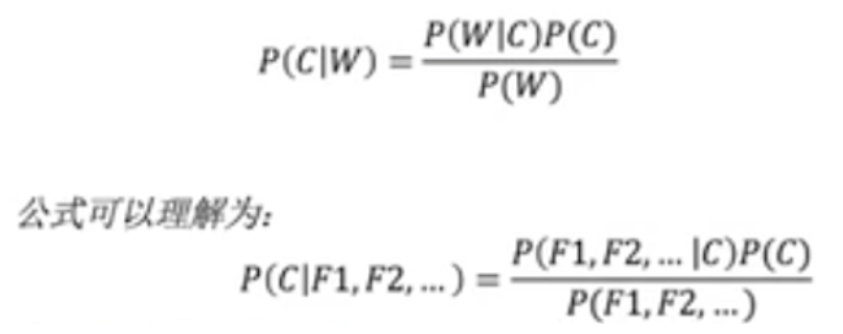 P(C|W) = P(W|C)P(C) / P(W)
公式可以理解为:
P(C|F1,F2,...) = P(F1,F2,...|C)P(C) / P(F1,F2,...)